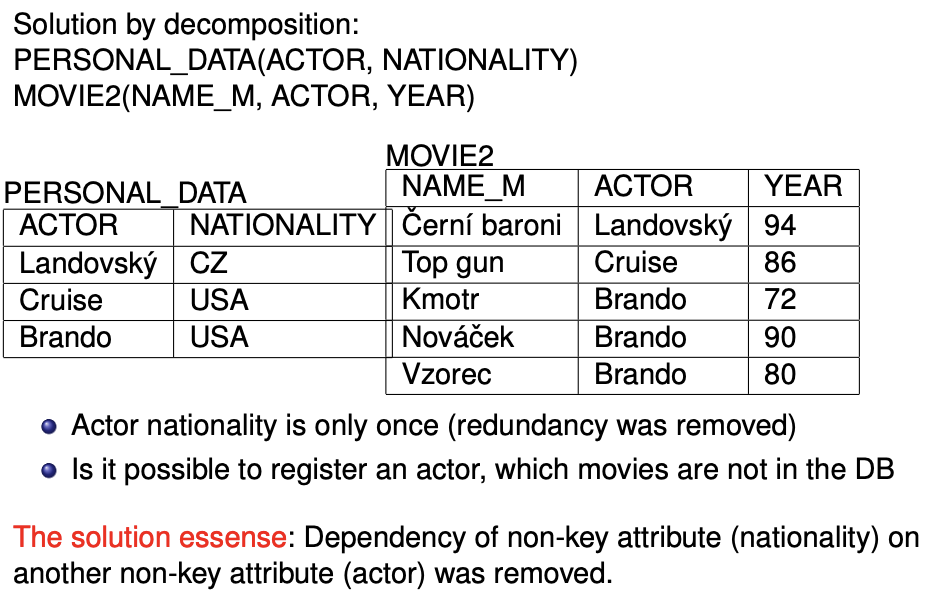 Solution by decomposition:
PERSONAL_DATA(ACTOR, NATIONALITY)
MOVIE2(NAME_M, ACTOR, YEAR)
PERSONAL_DATA
ACTOR NATIONALITY
Landovský CZ
Cruise USA
Brando USA
MOVIE2
NAME_M ACTOR YEAR
Černí baroni Landovský 94
Top gun Cruise 86
Kmotr Brando 72
Nováček Brando 90
Vzorec Brando 80
Actor nationality is only once (redundancy was removed)
Is it possible to register an actor, which movies are not in the DB
The solution essense: Dependency of non-key attribute (nationality) on
another non-key attribute (actor) was removed.